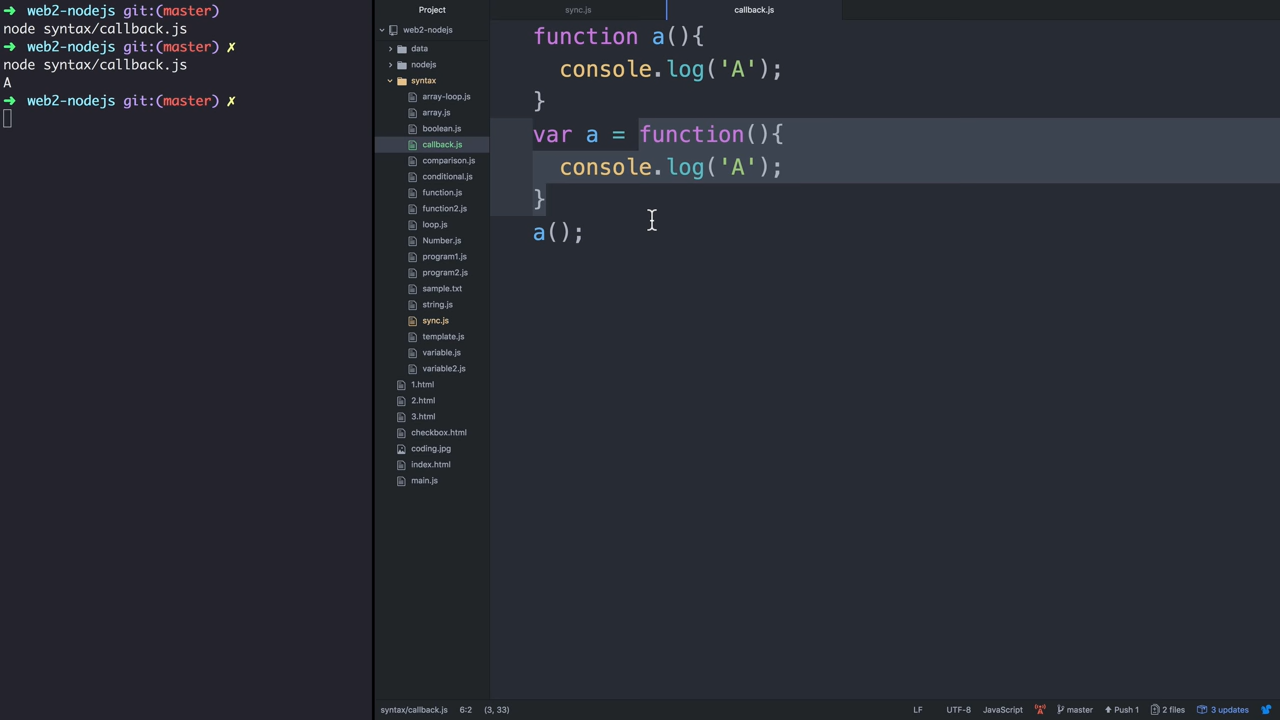 ➜ web2-nodejs git:(master)
node syntax/callback.js
➜ web2-nodejs git:(master) ✗
node syntax/callback.js
A
➜ web2-nodejs git:(master) ✗
Project
web2-nodejs
data
nodejs
syntax
array-loop.js
array.js
boolean.js
callback.js
comparison.js
conditional.js
function.js
function2.js
loop.js
Number.js
program1.js
program2.js
sample.txt
string.js
sync.js
template.js
variable.js
variable2.js
1.html
2.html
3.html
checkbox.html
coding.jpg
index.html
main.js
sync.js
callback.js
function a(){
  console.log('A');
}
var a = function(){
  console.log('A');
}
a();
syntax/callback.js 6:2 (3, 33)
LF UTF-8 JavaScript master Push 1 2 files 3 updates